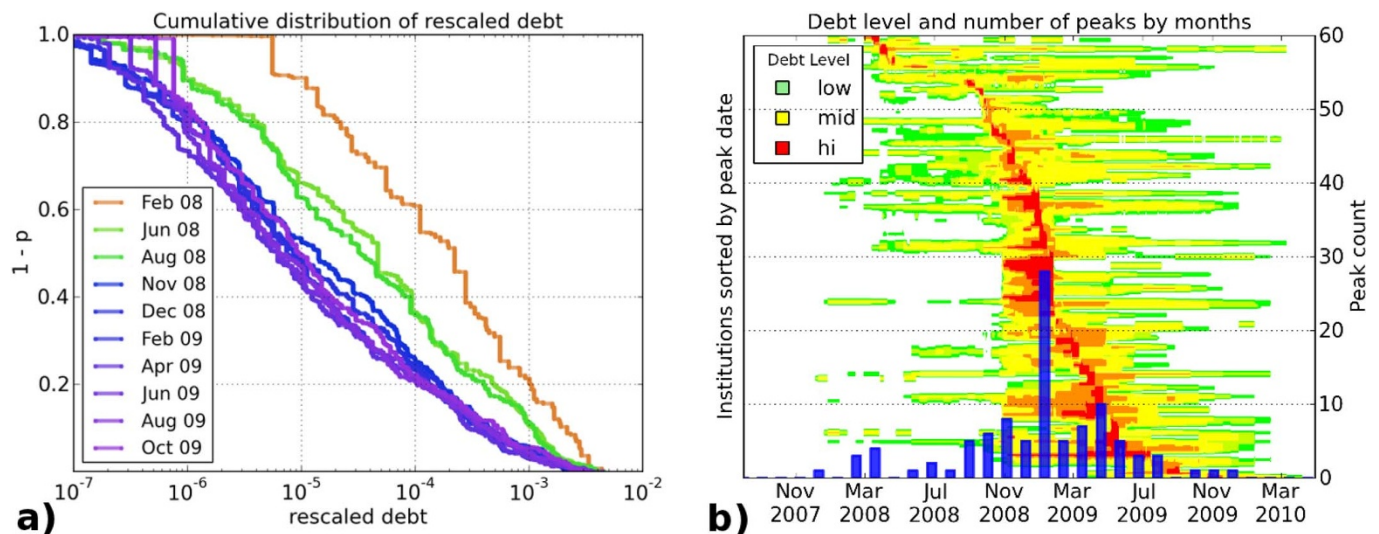 Cumulative distribution of rescaled debt
1.0
0.8
0.6
0.4
0.2
1 - p
Feb 08
Jun 08
Aug 08
Nov 08
Dec 08
Feb 09
Apr 09
Jun 09
Aug 09
Oct 09
10⁻⁷ 10⁻⁶ 10⁻⁵ 10⁻⁴ 10⁻³ 10⁻²
rescaled debt
a)
Debt level and number of peaks by months
Debt Level
low
mid
hi
Institutions sorted by peak date
60
50
40
30
20
10
0
Peak count
Nov Mar Jul Nov Mar Jul Nov Mar
2007 2008 2008 2008 2009 2009 2009 2010
b)